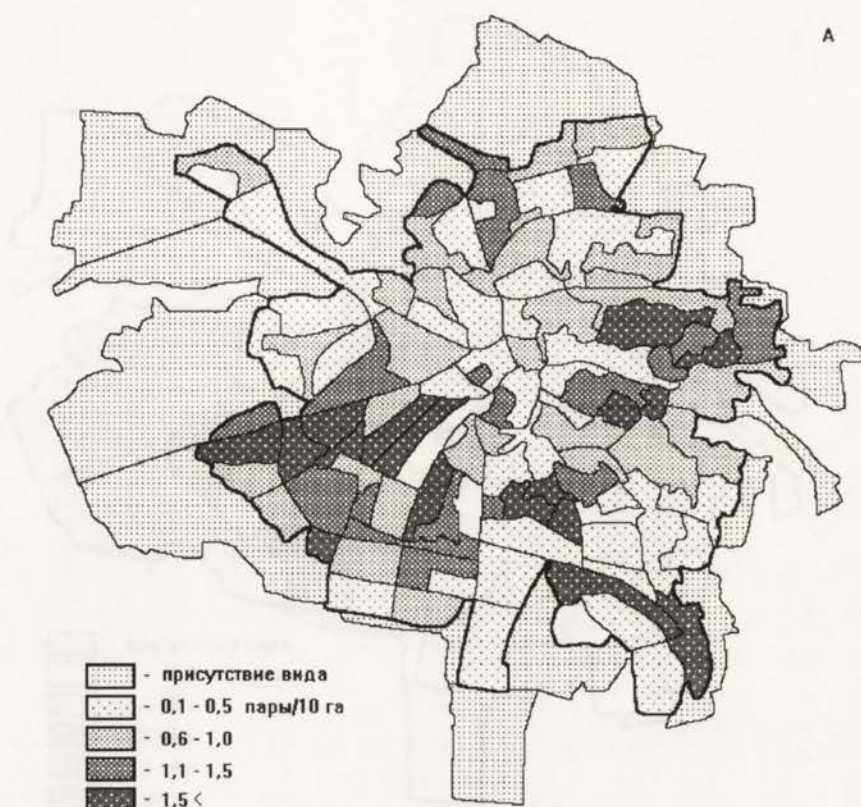 А
- присутствие вида
- 0,1 - 0,5 пары/10 га
- 0,6 - 1,0
- 1,1 - 1,5
- 1,5 <